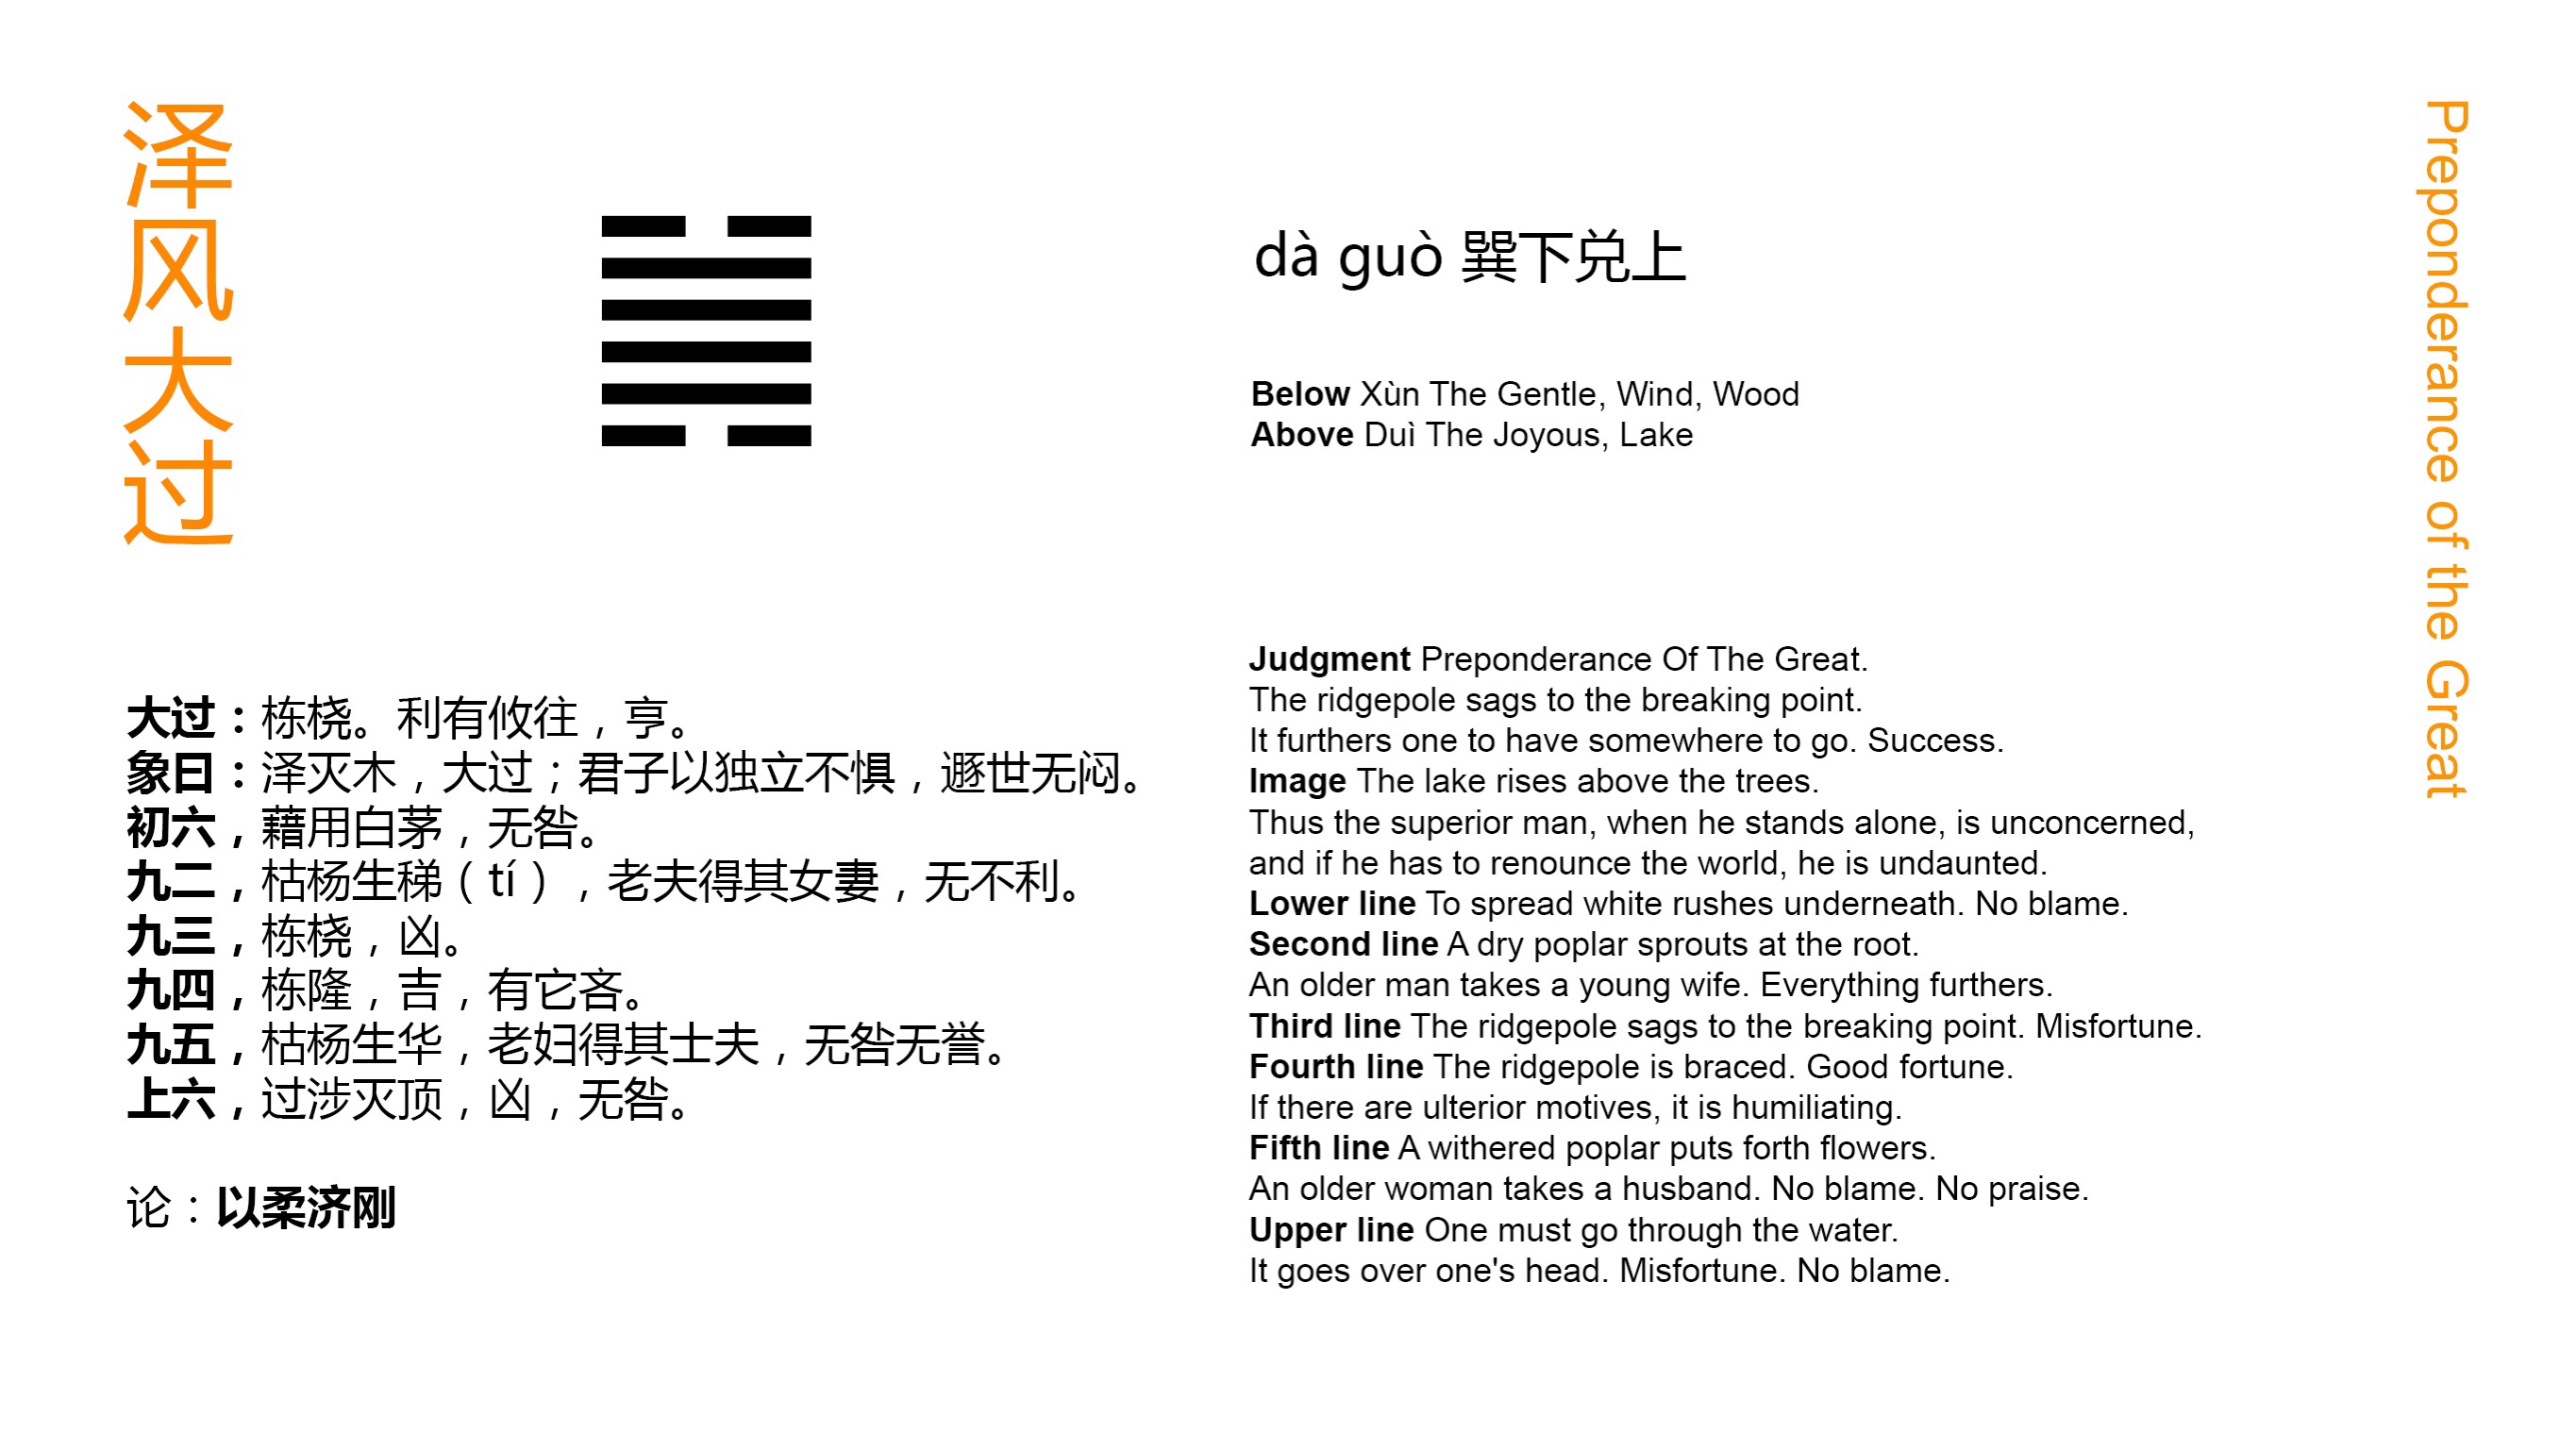 泽风大过
dà guò 巽下兑上
Below Xùn The Gentle, Wind, Wood
Above Duì The Joyous, Lake
大过：栋桡。利有攸往，亨。
象曰：泽灭木，大过；君子以独立不惧，遯世无闷。
初六，藉用白茅，无咎。
九二，枯杨生稊（tí），老夫得其女妻，无不利。
九三，栋桡，凶。
九四，栋隆，吉，有它吝。
九五，枯杨生华，老妇得其士夫，无咎无誉。
上六，过涉灭顶，凶，无咎。
论：以柔济刚
Judgment Preponderance Of The Great.
The ridgepole sags to the breaking point.
It furthers one to have somewhere to go. Success.
Image The lake rises above the trees.
Thus the superior man, when he stands alone, is unconcerned,
and if he has to renounce the world, he is undaunted.
Lower line To spread white rushes underneath. No blame.
Second line A dry poplar sprouts at the root.
An older man takes a young wife. Everything furthers.
Third line The ridgepole sags to the breaking point. Misfortune.
Fourth line The ridgepole is braced. Good fortune.
If there are ulterior motives, it is humiliating.
Fifth line A withered poplar puts forth flowers.
An older woman takes a husband. No blame. No praise.
Upper line One must go through the water.
It goes over one's head. Misfortune. No blame.
Preponderance of the Great